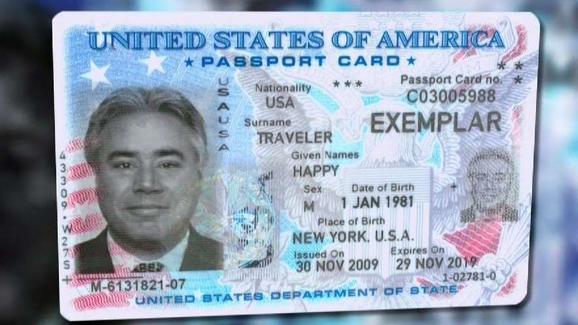 UNITED STATES OF AMERICA
★ PASSPORT CARD ★
Nationality
USA
***
Passport Card no.
C03005988
USAUSA
Surname
TRAVELER
EXEMPLAR
Given Names
HAPPY
Sex
M
Date of Birth
1 JAN 1981
Place of Birth
NEW YORK, U.S.A.
Issued On
30 NOV 2009
Expires On
29 NOV 2019
1-02781-0
M-6131821-07
UNITED STATES DEPARTMENT OF STATE